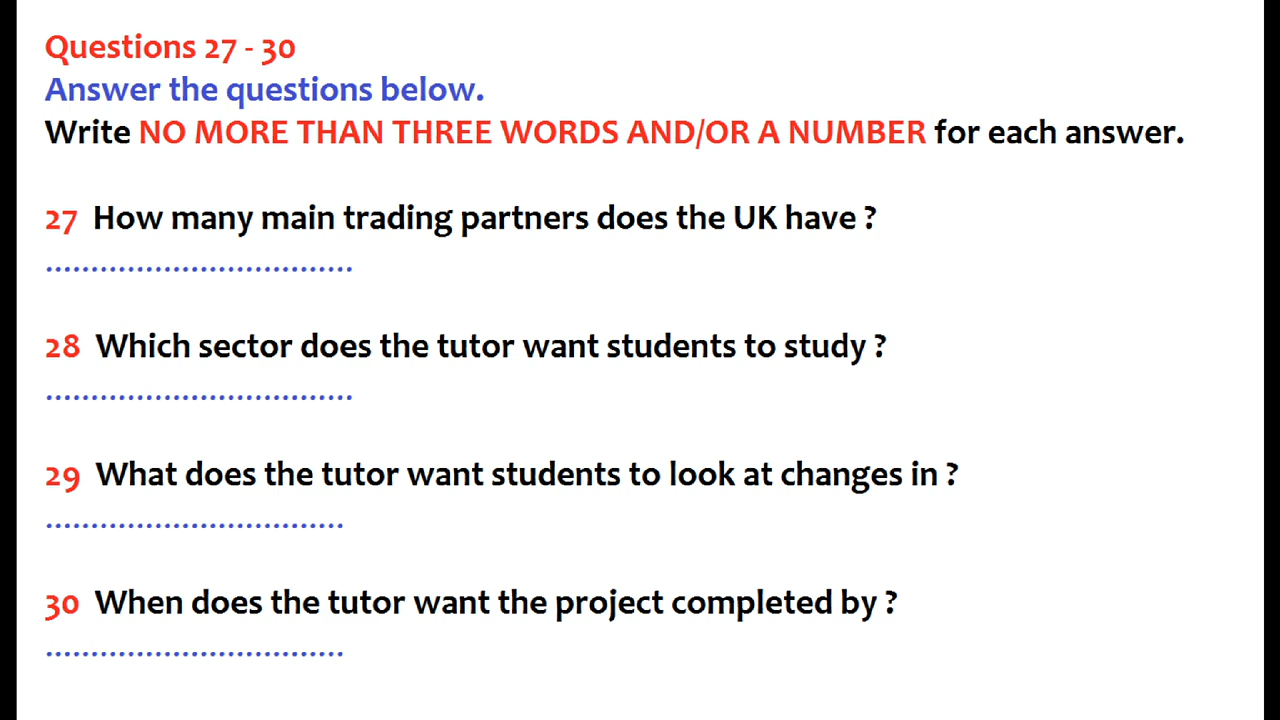 Questions 27 - 30
Answer the questions below.
Write NO MORE THAN THREE WORDS AND/OR A NUMBER for each answer.
27 How many main trading partners does the UK have ?
..................................
28 Which sector does the tutor want students to study ?
..................................
29 What does the tutor want students to look at changes in ?
.................................
30 When does the tutor want the project completed by ?
.................................